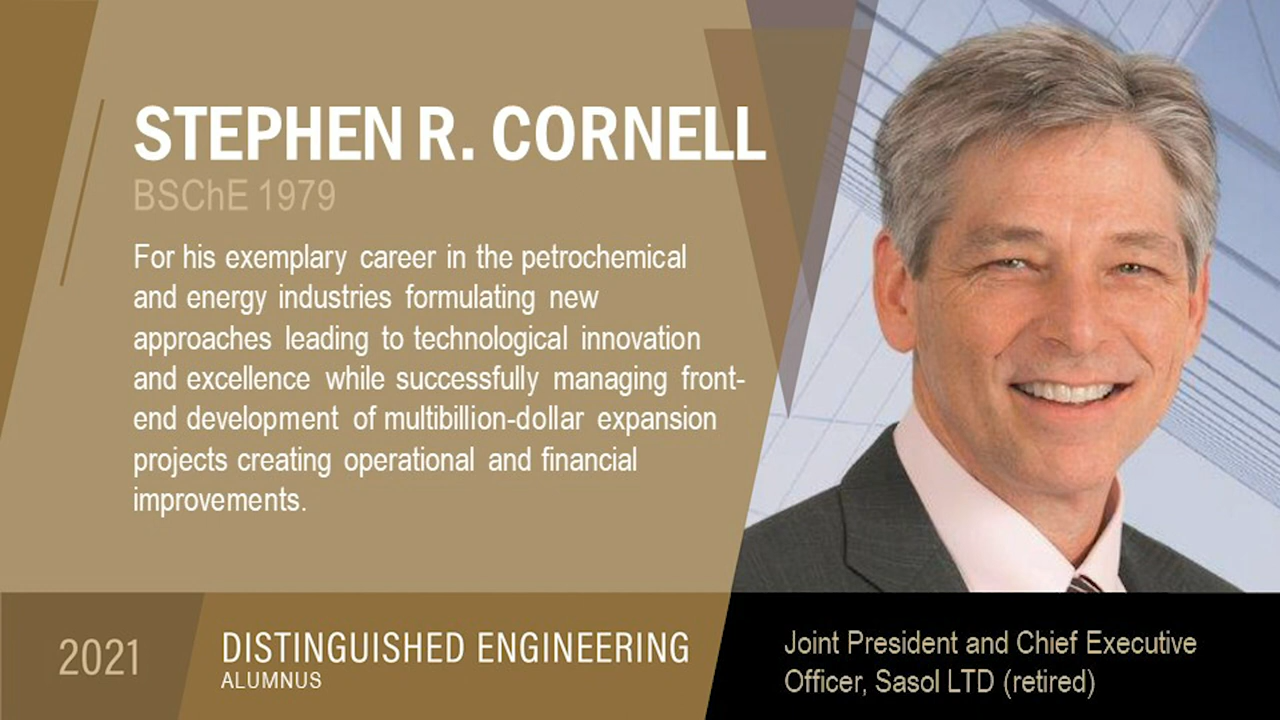 STEPHEN R. CORNELL
BSChE 1979
For his exemplary career in the petrochemical
and energy industries formulating new
approaches leading to technological innovation
and excellence while successfully managing front-
end development of multibillion-dollar expansion
projects creating operational and financial
improvements.
2021
DISTINGUISHED ENGINEERING
ALUMNUS
Joint President and Chief Executive
Officer, Sasol LTD (retired)